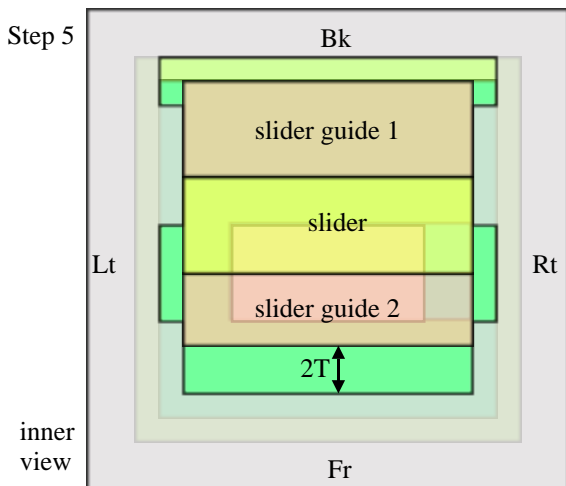 Step 5
Bk
slider guide 1
slider
Lt
Rt
slider guide 2
2T
inner
view
Fr